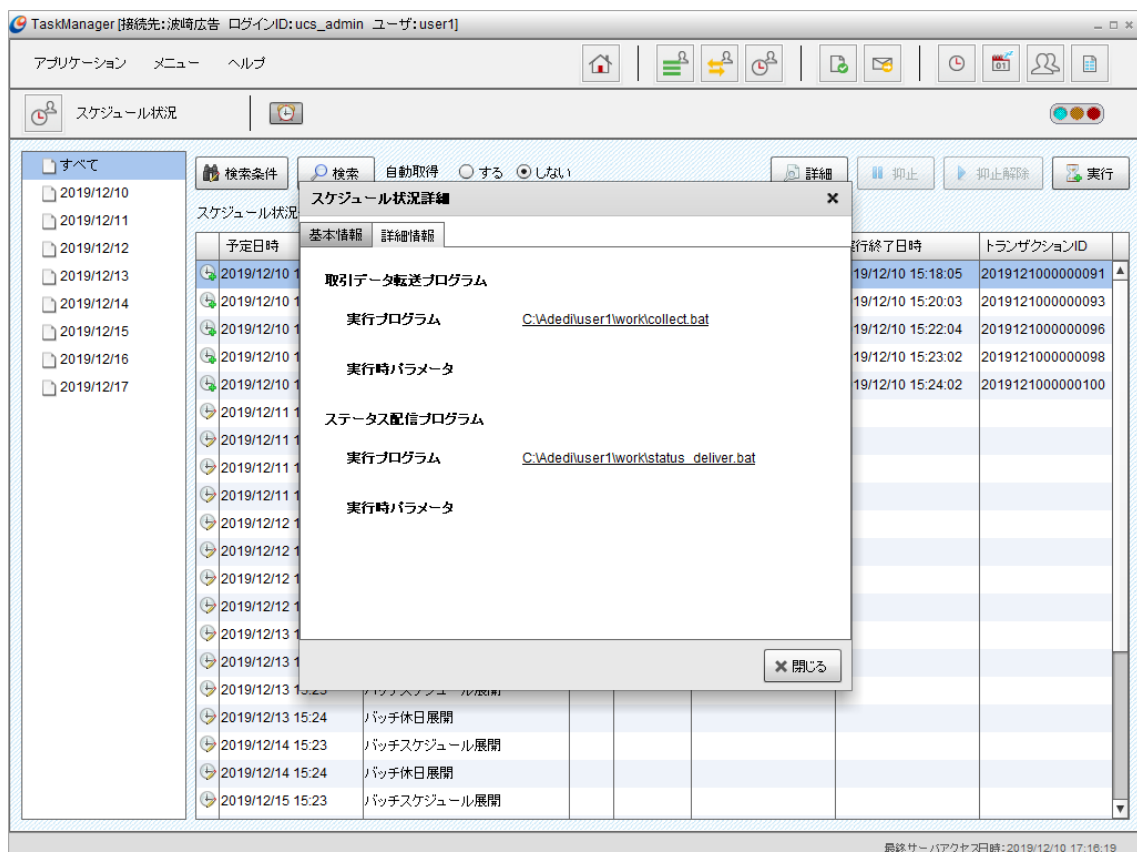 TaskManager [接続先:波崎広告 ログインID:ucs_admin ユーザ:user1]
アプリケーション メニュー ヘルプ
01
スケジュール状況
すべて
2019/12/10
2019/12/11
2019/12/12
2019/12/13
2019/12/14
2019/12/15
2019/12/16
2019/12/17
検索条件 検索 自動取得 する しない 詳細 抑止 抑止解除 実行
スケジュール状況
予定日時 行終了日時 トランザクションID
2019/12/10 1 19/12/10 15:18:05 2019121000000091
2019/12/10 1 19/12/10 15:20:03 2019121000000093
2019/12/10 1 19/12/10 15:22:04 2019121000000096
2019/12/10 1 19/12/10 15:23:02 2019121000000098
2019/12/10 1 19/12/10 15:24:02 2019121000000100
2019/12/11 1
2019/12/11 1
2019/12/11 1
2019/12/11 1
2019/12/12 1
2019/12/12 1
2019/12/12 1
2019/12/12 1
2019/12/13 1
2019/12/13 1
2019/12/13 15:23 バッチスケジュール展開
2019/12/13 15:24 バッチ休日展開
2019/12/14 15:23 バッチスケジュール展開
2019/12/14 15:24 バッチ休日展開
2019/12/15 15:23 バッチスケジュール展開
スケジュール状況詳細
基本情報 詳細情報
取引データ転送プログラム
実行プログラム C:\Adedi\user1\work\collect.bat
実行時パラメータ
ステータス配信プログラム
実行プログラム C:\Adedi\user1\work\status_deliver.bat
実行時パラメータ
閉じる
最終サーバアクセス日時:2019/12/10 17:16:19